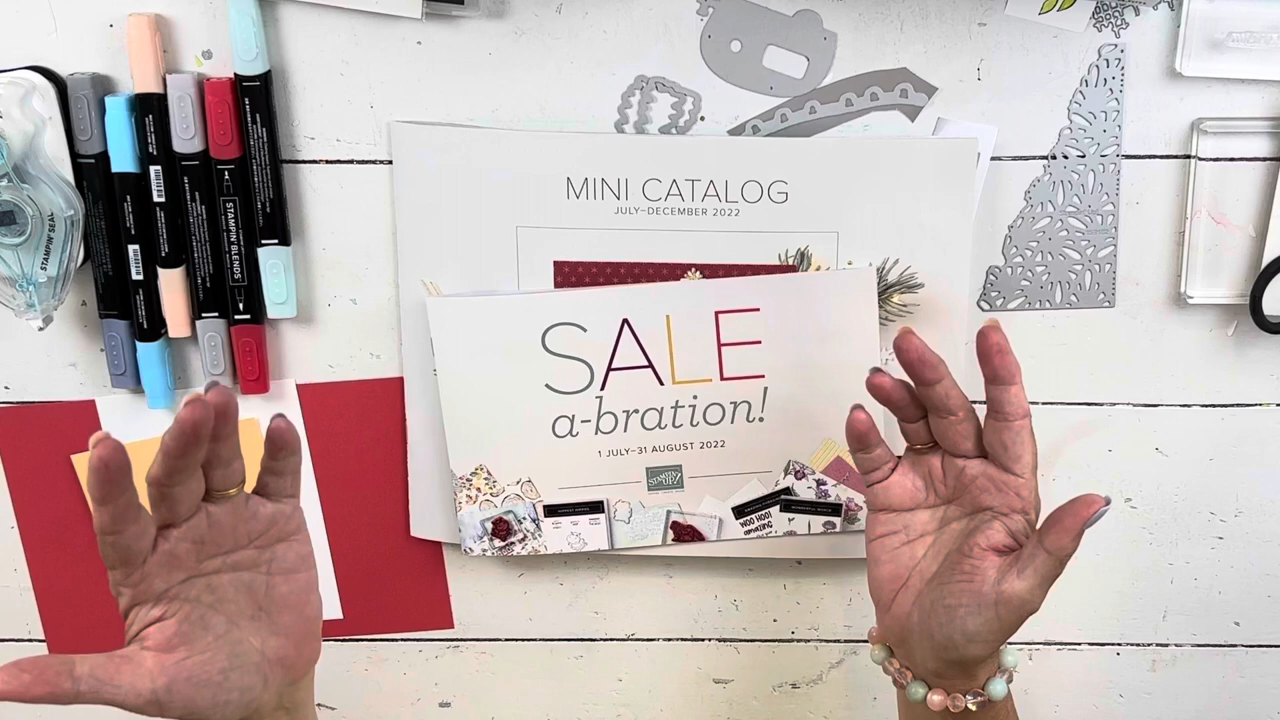 MINI CATALOG
JULY–DECEMBER 2022
SALE
a-bration!
1 JULY–31 AUGUST 2022
STAMPIN' UP!
WOO HOO!
amazing
STAMPIN' BLENDS
STAMPIN' SEAL